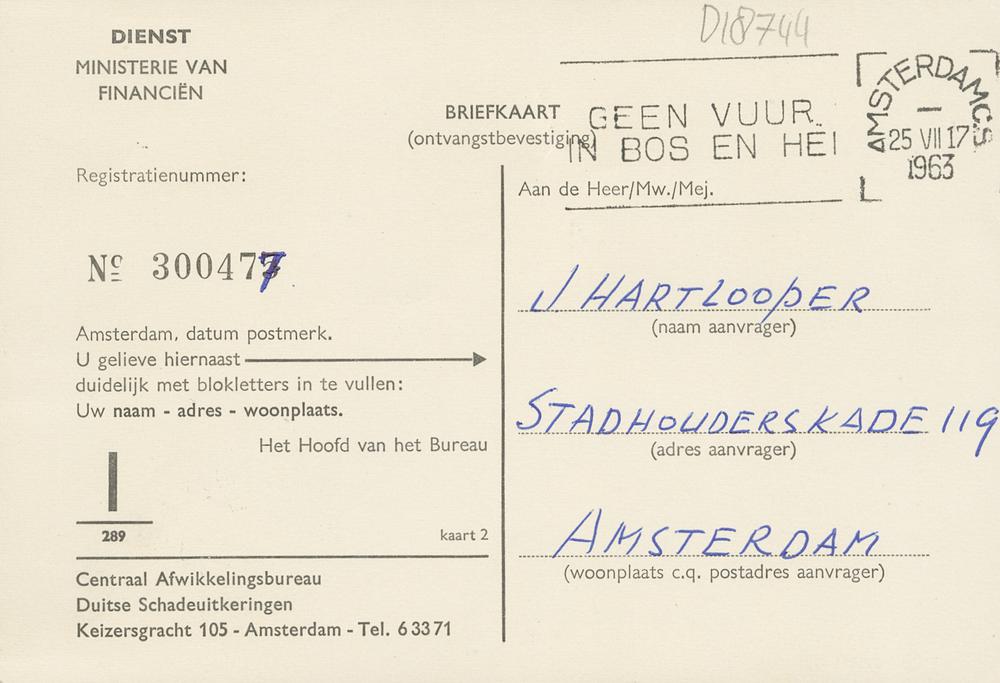 D18744
DIENST
MINISTERIE VAN
FINANCIËN
BRIEFKAART
(ontvangstbevestiging)
GEEN VUUR
IN BOS EN HEI
AMSTERDAM C.S
25 VII 17
1963
Registratienummer:
Nº 300477
Amsterdam, datum postmerk.
U gelieve hiernaast
duidelijk met blokletters in te vullen:
Uw naam - adres - woonplaats.
Het Hoofd van het Bureau
289
kaart 2
Centraal Afwikkelingsbureau
Duitse Schadeuitkeringen
Keizersgracht 105 - Amsterdam - Tel. 63371
Aan de Heer/Mw./Mej.
J HARTLOOPER
(naam aanvrager)
STADHOUDERSKADE 119
(adres aanvrager)
AMSTERDAM
(woonplaats c.q. postadres aanvrager)